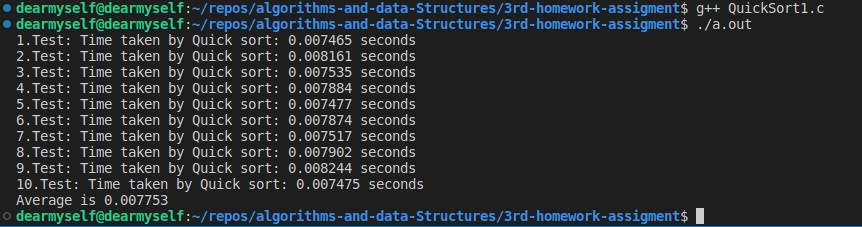 dearmyself@dearmyself:~/repos/algorithms-and-data-Structures/3rd-homework-assigment$ g++ QuickSort1.c
dearmyself@dearmyself:~/repos/algorithms-and-data-Structures/3rd-homework-assigment$ ./a.out
1.Test: Time taken by Quick sort: 0.007465 seconds
2.Test: Time taken by Quick sort: 0.008161 seconds
3.Test: Time taken by Quick sort: 0.007535 seconds
4.Test: Time taken by Quick sort: 0.007884 seconds
5.Test: Time taken by Quick sort: 0.007477 seconds
6.Test: Time taken by Quick sort: 0.007874 seconds
7.Test: Time taken by Quick sort: 0.007517 seconds
8.Test: Time taken by Quick sort: 0.007902 seconds
9.Test: Time taken by Quick sort: 0.008244 seconds
10.Test: Time taken by Quick sort: 0.007475 seconds
Average is 0.007753
dearmyself@dearmyself:~/repos/algorithms-and-data-Structures/3rd-homework-assigment$